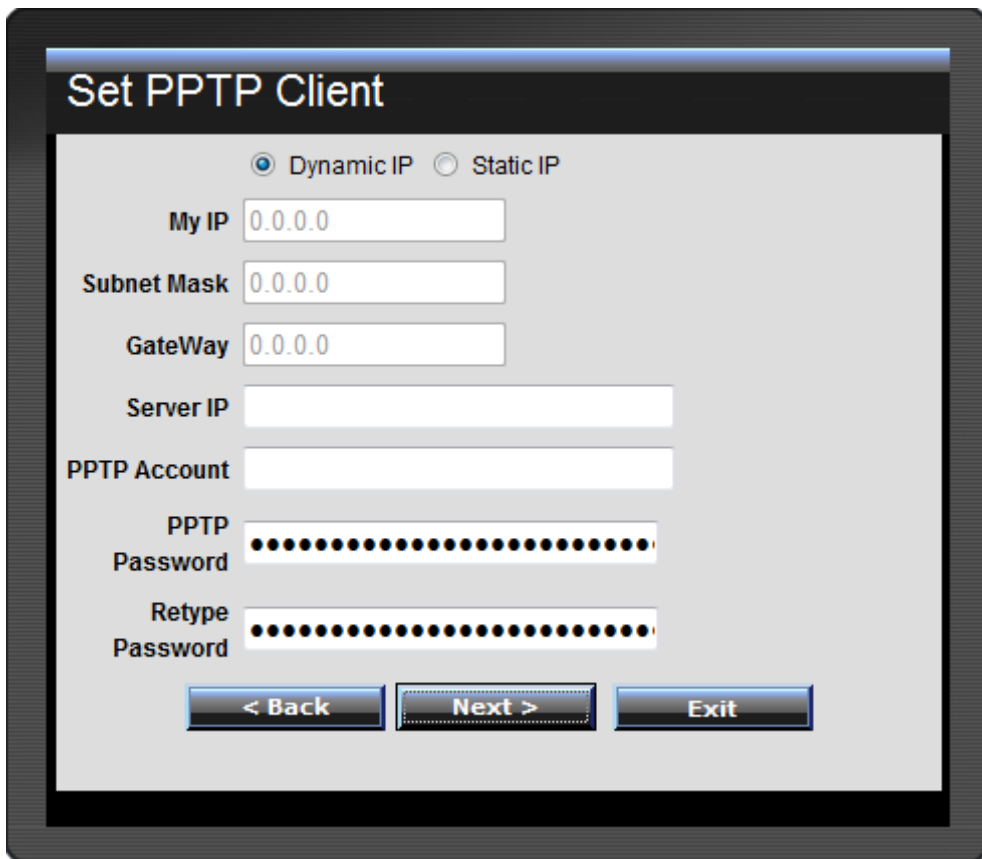 Set PPTP Client
Dynamic IP Static IP
My IP 0.0.0.0
Subnet Mask 0.0.0.0
GateWay 0.0.0.0
Server IP
PPTP Account
PPTP
Password
Retype
Password
< Back Next > Exit